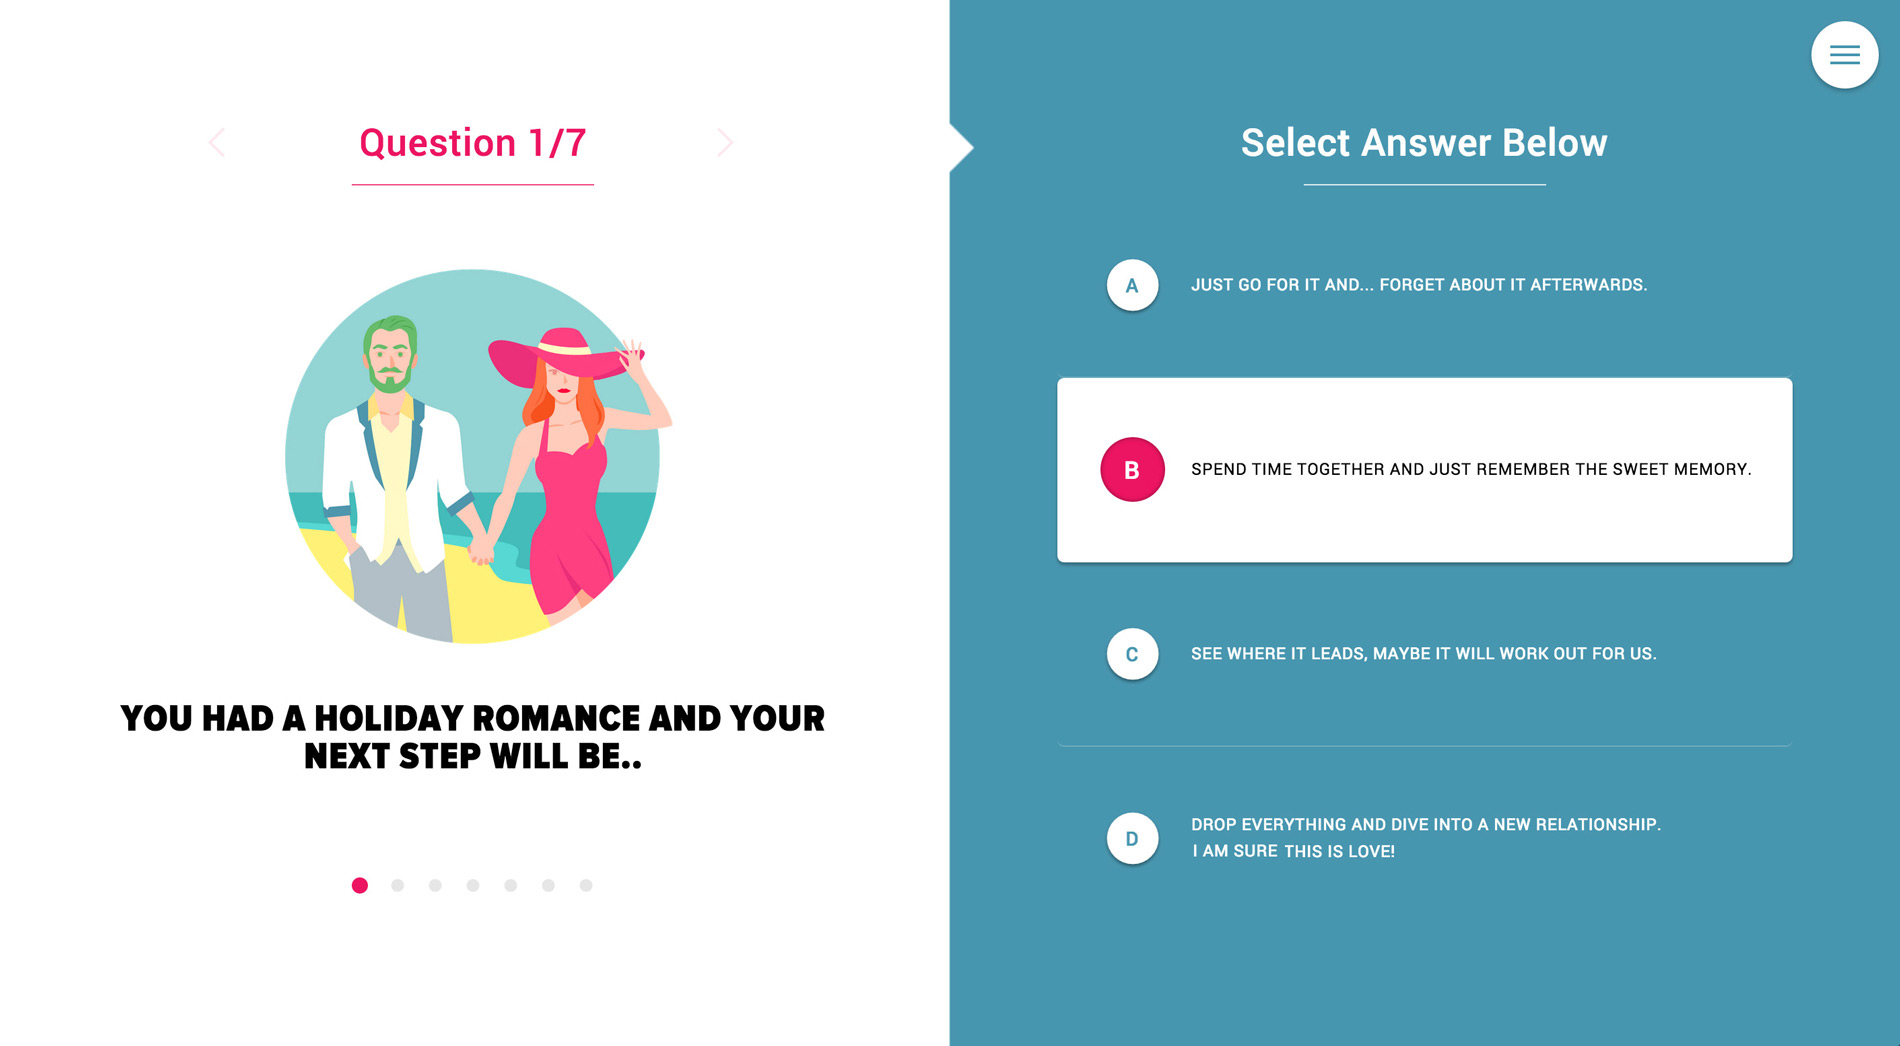 Question 1/7
YOU HAD A HOLIDAY ROMANCE AND YOUR
NEXT STEP WILL BE..
Select Answer Below
A JUST GO FOR IT AND... FORGET ABOUT IT AFTERWARDS.
B SPEND TIME TOGETHER AND JUST REMEMBER THE SWEET MEMORY.
C SEE WHERE IT LEADS, MAYBE IT WILL WORK OUT FOR US.
D DROP EVERYTHING AND DIVE INTO A NEW RELATIONSHIP.
I AM SURE THIS IS LOVE!